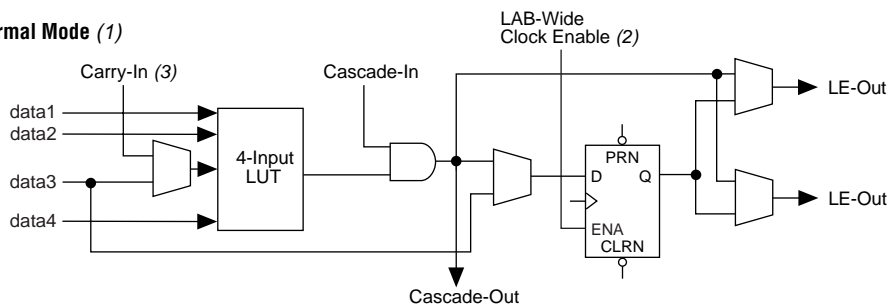 rmal Mode (1)
LAB-Wide
Clock Enable (2)
Carry-In (3)
Cascade-In
LE-Out
data1
data2
4-Input
LUT
PRN
D
Q
data3
LE-Out
data4
ENA
CLRN
Cascade-Out